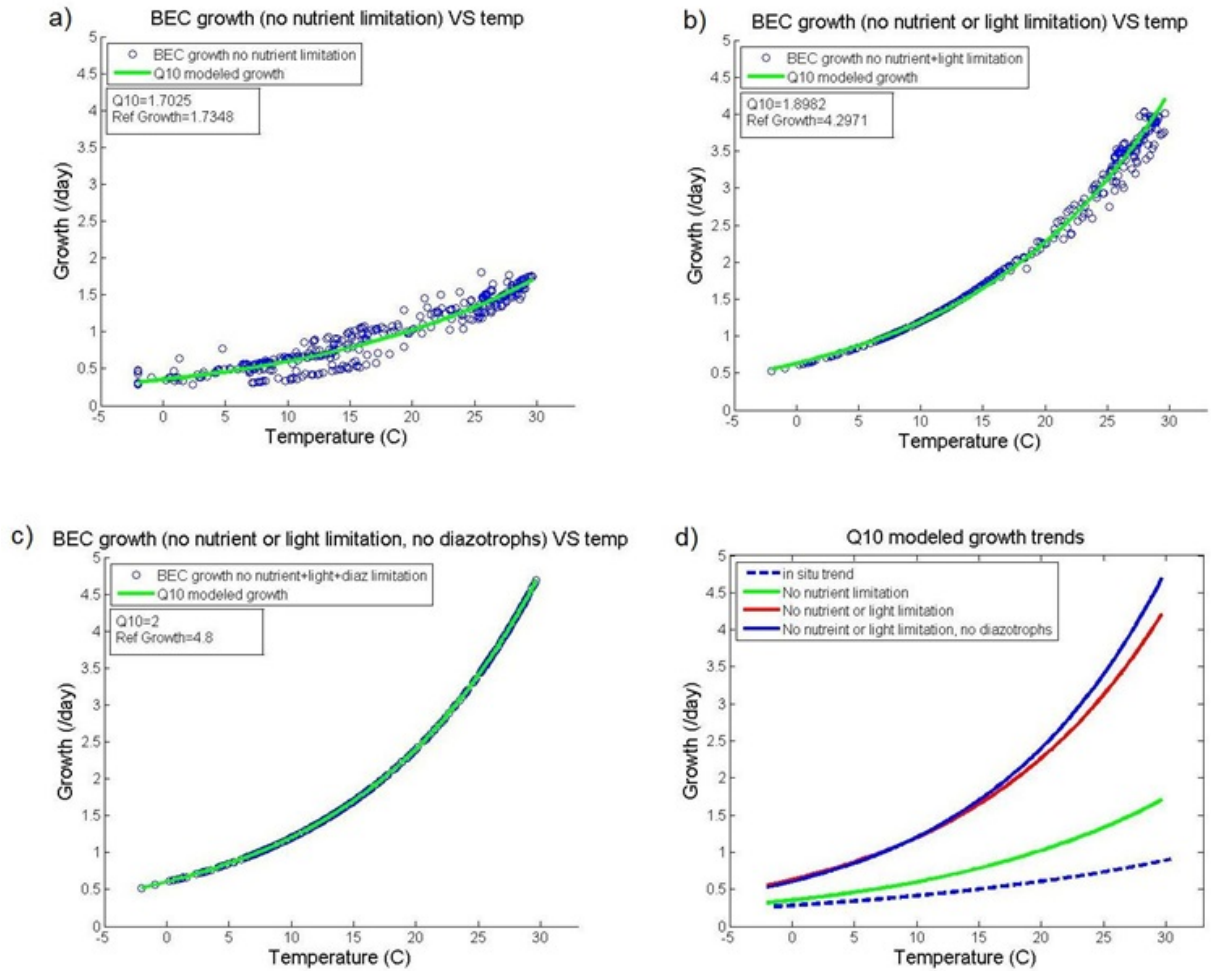 a)
BEC growth (no nutrient limitation) VS temp
5
4.5
4
3.5
3
2.5
2
1.5
1
0.5
0
BEC growth no nutrient limitation
Q10 modeled growth
Q10=1.7025
Ref Growth=1.7348
Growth (/day)
-5 0 5 10 15 20 25 30
Temperature (C)
b)
BEC growth (no nutrient or light limitation) VS temp
5
4.5
4
3.5
3
2.5
2
1.5
1
0.5
0
BEC growth no nutrient+light limitation
Q10 modeled growth
Q10=1.8982
Ref Growth=4.2971
Growth (/day)
-5 0 5 10 15 20 25 30
Temperature (C)
c)
BEC growth (no nutrient or light limitation, no diazotrophs) VS temp
5
4.5
4
3.5
3
2.5
2
1.5
1
0.5
0
BEC growth no nutrient+light+diaz limitation
Q10 modeled growth
Q10=2
Ref Growth=4.8
Growth (/day)
-5 0 5 10 15 20 25 30
Temperature (C)
d)
Q10 modeled growth trends
5
4.5
4
3.5
3
2.5
2
1.5
1
0.5
0
in situ trend
No nutrient limitation
No nutrient or light limitation
No nutreint or light limitation, no diazotrophs
Growth (/day)
-5 0 5 10 15 20 25 30
Temperature (C)